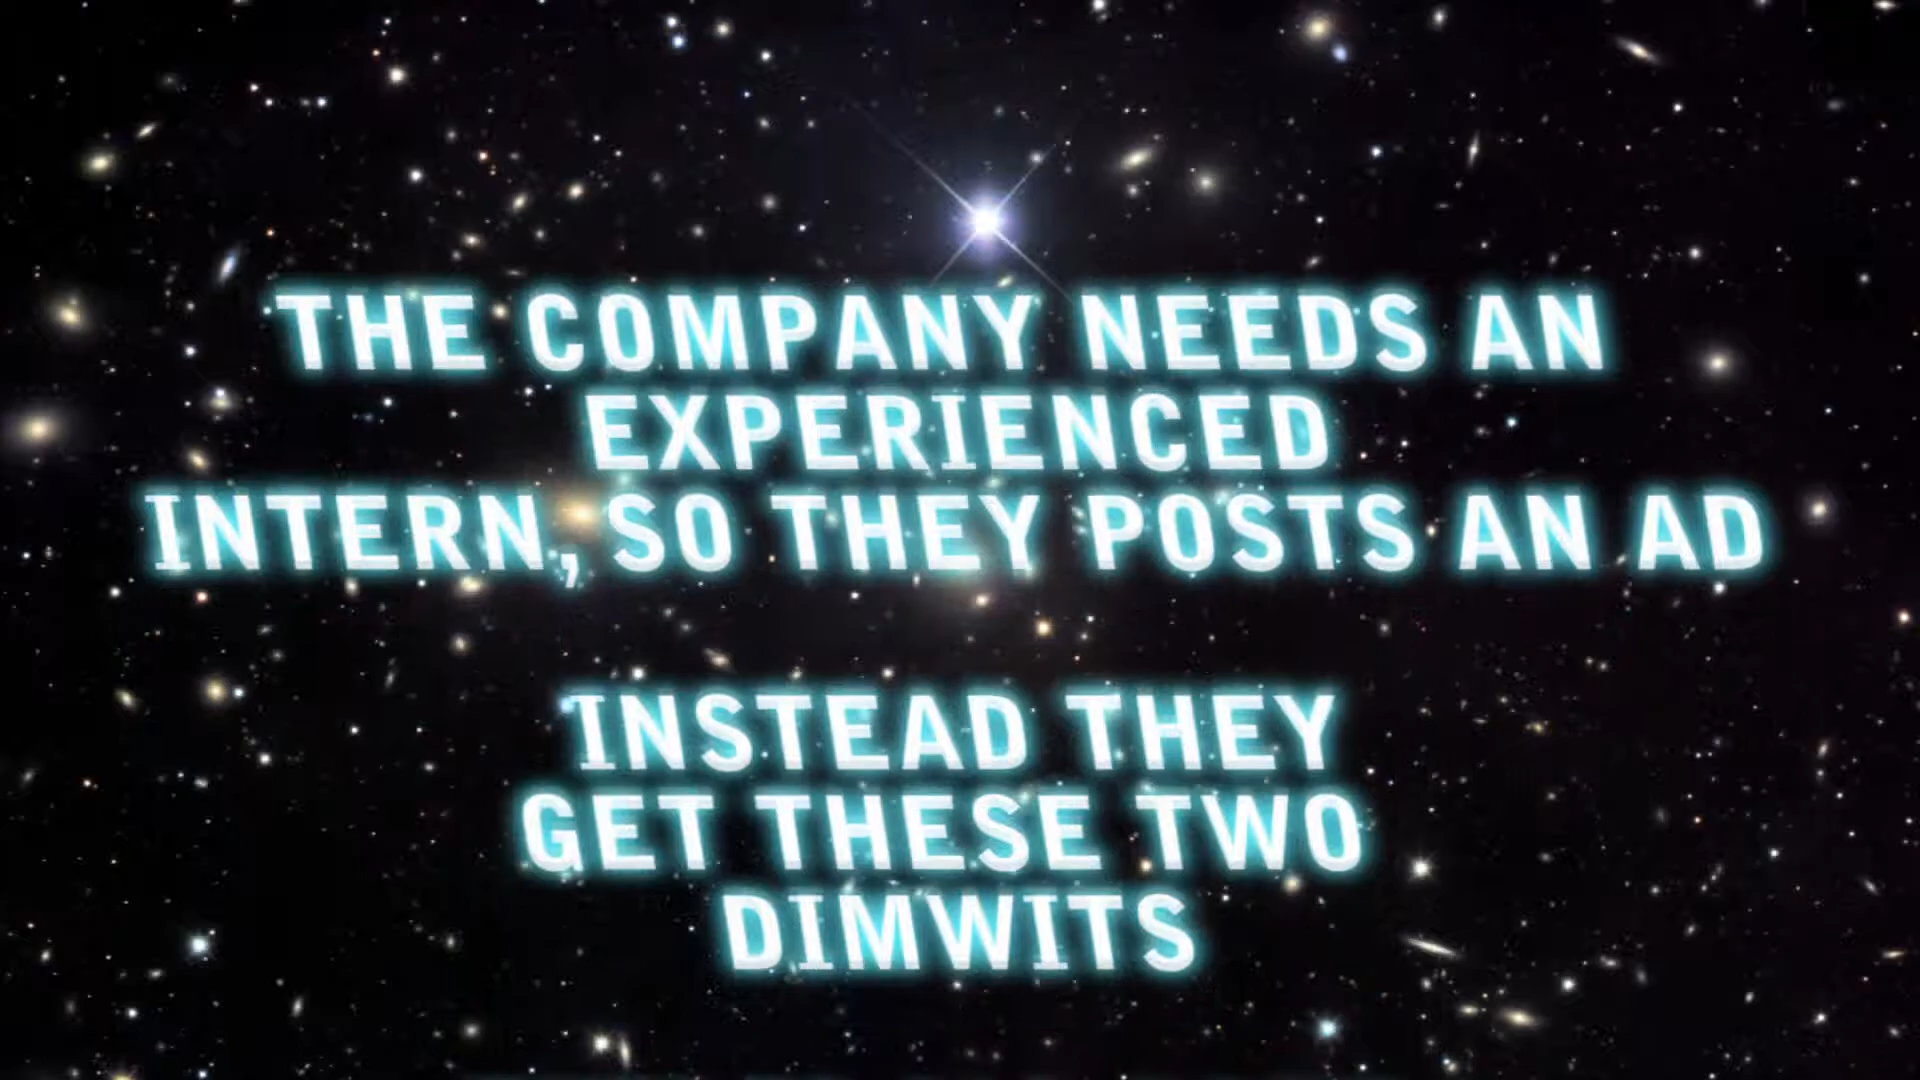 THE COMPANY NEEDS AN
EXPERIENCED
INTERN, SO THEY POSTS AN AD
INSTEAD THEY
GET THESE TWO
DIMWITS